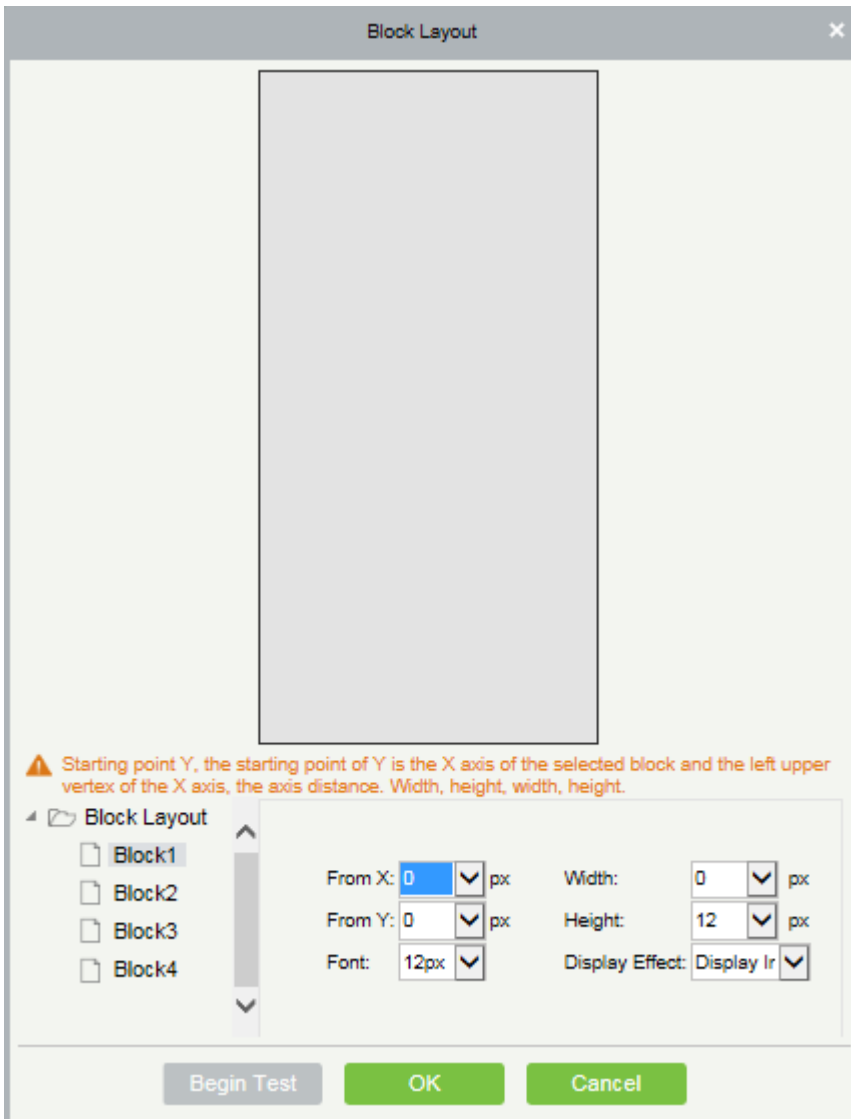 Block Layout
Starting point Y, the starting point of Y is the X axis of the selected block and the left upper
vertex of the X axis, the axis distance. Width, height, width, height.
Block Layout
Block1
Block2
Block3
Block4
From X: 0 px Width: 0 px
From Y: 0 px Height: 12 px
Font: 12px Display Effect: Display Ir
Begin Test OK Cancel